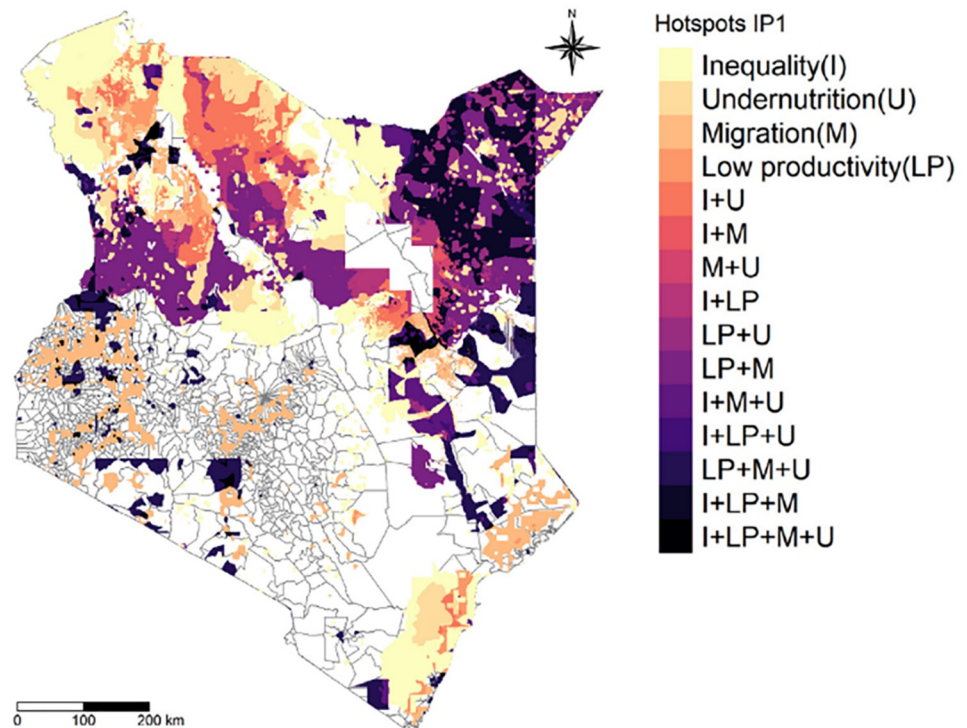 N
Hotspots IP1
Inequality(I)
Undernutrition(U)
Migration(M)
Low productivity(LP)
I+U
I+M
M+U
I+LP
LP+U
LP+M
I+M+U
I+LP+U
LP+M+U
I+LP+M
I+LP+M+U
0 100 200 km